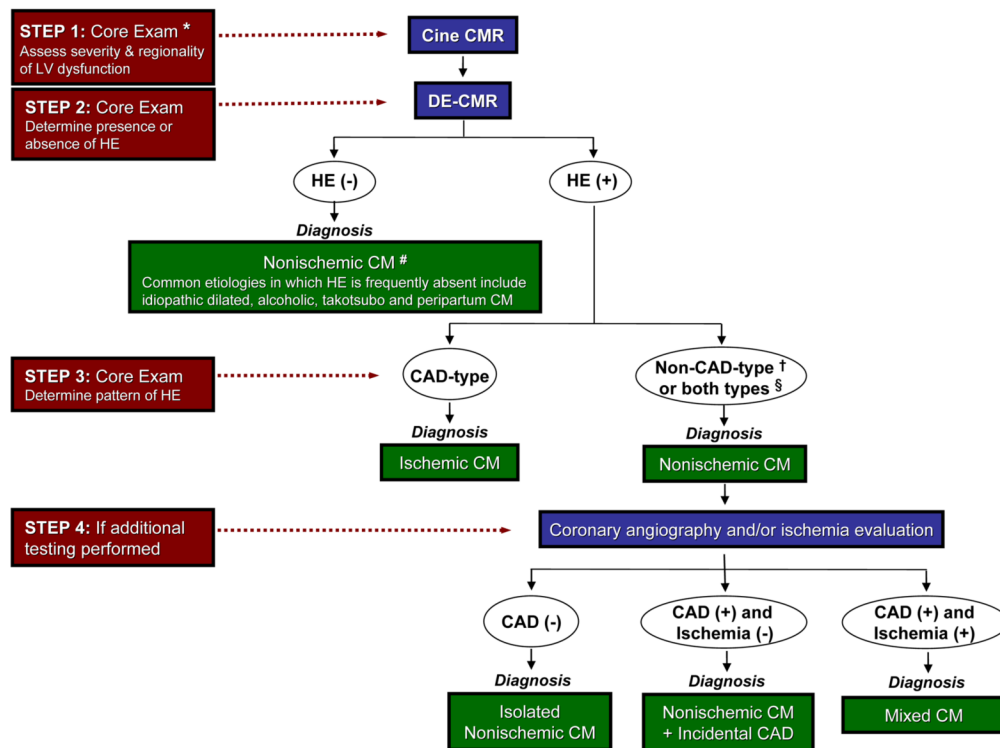 STEP 1: Core Exam *
Assess severity & regionality
of LV dysfunction
Cine CMR
STEP 2: Core Exam
Determine presence or
absence of HE
DE-CMR
HE (-)
HE (+)
Diagnosis
Nonischemic CM #
Common etiologies in which HE is frequently absent include
idiopathic dilated, alcoholic, takotsubo and peripartum CM
STEP 3: Core Exam
Determine pattern of HE
CAD-type
Non-CAD-type †
or both types §
Diagnosis
Diagnosis
Ischemic CM
Nonischemic CM
STEP 4: If additional
testing performed
Coronary angiography and/or ischemia evaluation
CAD (-)
CAD (+) and
Ischemia (-)
CAD (+) and
Ischemia (+)
Diagnosis
Diagnosis
Diagnosis
Isolated
Nonischemic CM
Nonischemic CM
+ Incidental CAD
Mixed CM